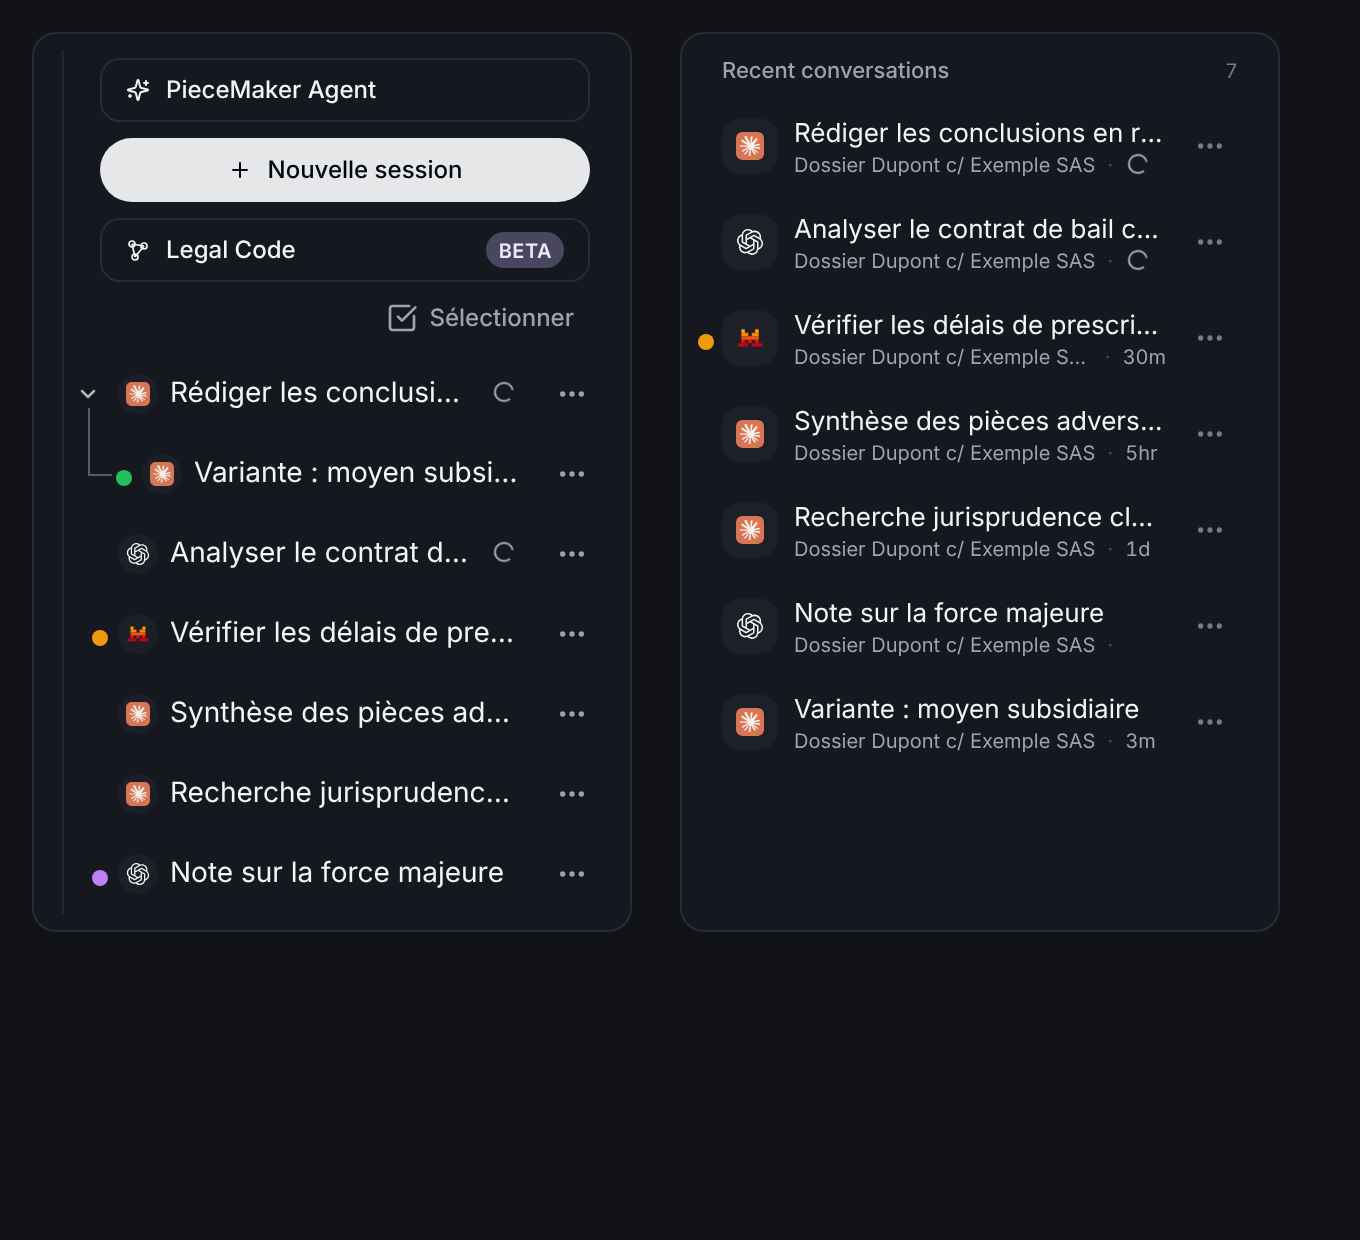 PieceMaker Agent
+ Nouvelle session
Legal Code BETA
Sélectionner
Rédiger les conclusi...
Variante : moyen subsi...
Analyser le contrat d...
Vérifier les délais de pre...
Synthèse des pièces ad...
Recherche jurisprudenc...
Note sur la force majeure
Recent conversations 7
Rédiger les conclusions en r...
Dossier Dupont c/ Exemple SAS ·
Analyser le contrat de bail c...
Dossier Dupont c/ Exemple SAS ·
Vérifier les délais de prescri...
Dossier Dupont c/ Exemple S... · 30m
Synthèse des pièces advers...
Dossier Dupont c/ Exemple SAS · 5hr
Recherche jurisprudence cl...
Dossier Dupont c/ Exemple SAS · 1d
Note sur la force majeure
Dossier Dupont c/ Exemple SAS ·
Variante : moyen subsidiaire
Dossier Dupont c/ Exemple SAS · 3m